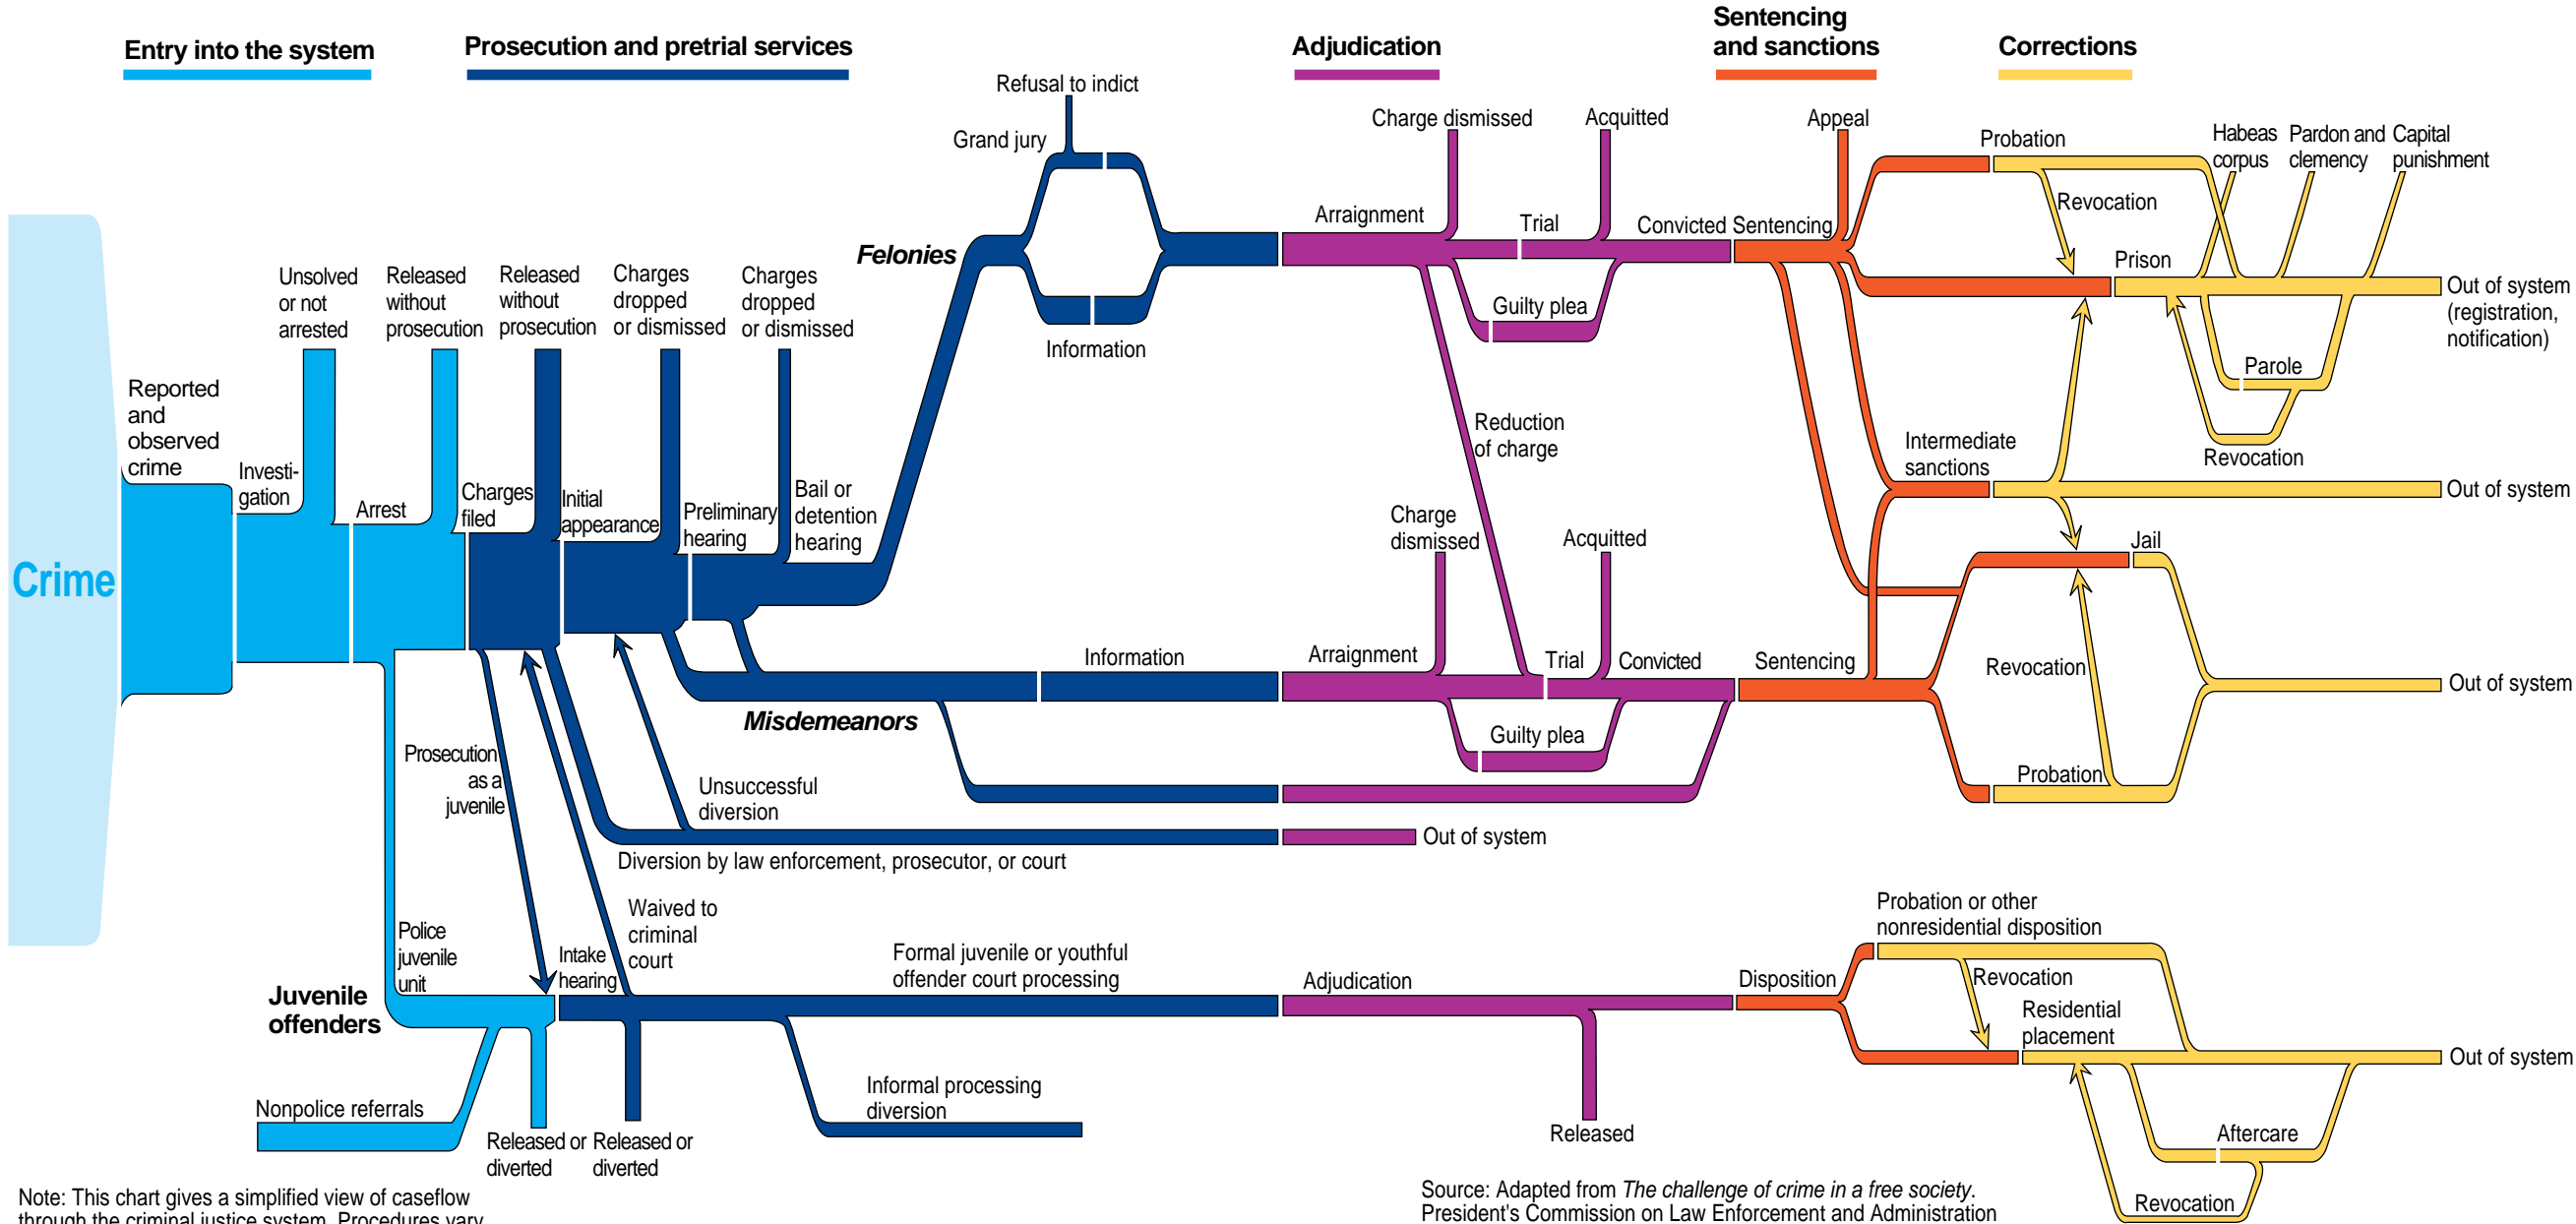 Entry into the system
Prosecution and pretrial services
Adjudication
Sentencing
and sanctions
Corrections
Refusal to indict
Grand jury
Charge dismissed
Acquitted
Appeal
Probation
Habeas
corpus
Pardon and
clemency
Capital
punishment
Revocation
Arraignment
Trial
Convicted
Sentencing
Felonies
Prison
Out of system
(registration,
notification)
Unsolved
or not
arrested
Released
without
prosecution
Released
without
prosecution
Charges
dropped
or dismissed
Charges
dropped
or dismissed
Guilty plea
Information
Parole
Reported
and
observed
crime
Reduction
of charge
Intermediate
sanctions
Revocation
Investi-
gation
Arrest
Charges
filed
Initial
appearance
Preliminary
hearing
Bail or
detention
hearing
Out of system
Charge
dismissed
Acquitted
Jail
Crime
Information
Arraignment
Trial
Convicted
Sentencing
Revocation
Out of system
Misdemeanors
Guilty plea
Probation
Prosecution
as a
juvenile
Unsuccessful
diversion
Out of system
Diversion by law enforcement, prosecutor, or court
Waived to
criminal
court
Police
juvenile
unit
Intake
hearing
Formal juvenile or youthful
offender court processing
Adjudication
Disposition
Probation or other
nonresidential disposition
Revocation
Juvenile
offenders
Residential
placement
Out of system
Nonpolice referrals
Released or
diverted
Released or
diverted
Informal processing
diversion
Released
Aftercare
Revocation
Note: This chart gives a simplified view of caseflow
through the criminal justice system. Procedures vary
Source: Adapted from The challenge of crime in a free society.
President's Commission on Law Enforcement and Administration